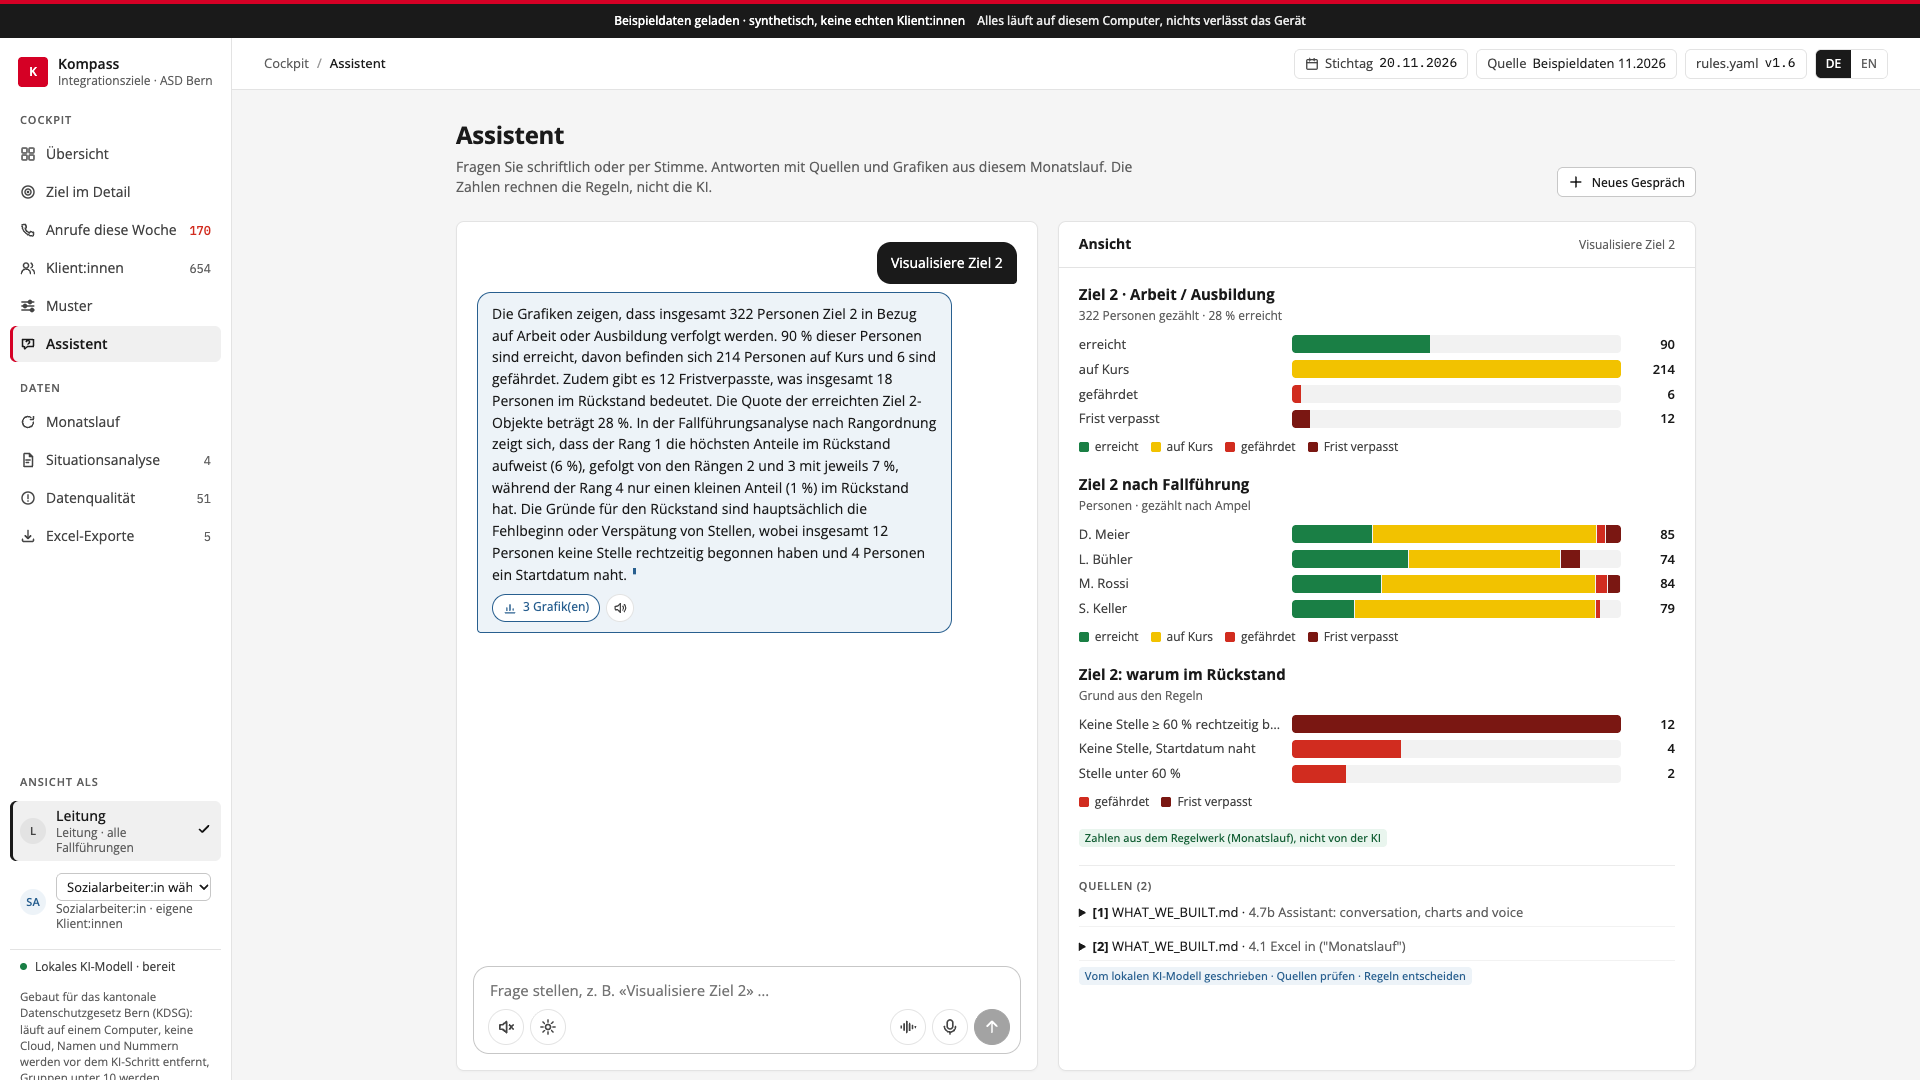 Beispieldaten geladen · synthetisch, keine echten Klient:innen Alles läuft auf diesem Computer, nichts verlässt das Gerät
K
Kompass
Integrationsziele · ASD Bern
COCKPIT
Übersicht
Ziel im Detail
Anrufe diese Woche 170
Klient:innen 654
Muster
Assistent
DATEN
Monatslauf
Situationsanalyse 4
Datenqualität 51
Excel-Exporte 5
ANSICHT ALS
L
Leitung
Leitung · alle
Fallführungen
SA
Sozialarbeiter:in wäh
Sozialarbeiter:in · eigene
Klient:innen
Lokales KI-Modell · bereit
Gebaut für das kantonale
Datenschutzgesetz Bern (KDSG):
läuft auf einem Computer, keine
Cloud, Namen und Nummern
werden vor dem KI-Schritt entfernt,
Gruppen unter 10 werden
Cockpit / Assistent
Stichtag 20.11.2026
Quelle Beispieldaten 11.2026
rules.yaml v1.6
DE EN
Assistent
Fragen Sie schriftlich oder per Stimme. Antworten mit Quellen und Grafiken aus diesem Monatslauf. Die
Zahlen rechnen die Regeln, nicht die KI.
Neues Gespräch
Visualisiere Ziel 2
Die Grafiken zeigen, dass insgesamt 322 Personen Ziel 2 in Bezug
auf Arbeit oder Ausbildung verfolgt werden. 90 % dieser Personen
sind erreicht, davon befinden sich 214 Personen auf Kurs und 6 sind
gefährdet. Zudem gibt es 12 Fristverpasste, was insgesamt 18
Personen im Rückstand bedeutet. Die Quote der erreichten Ziel 2-
Objekte beträgt 28 %. In der Fallführungsanalyse nach Rangordnung
zeigt sich, dass der Rang 1 die höchsten Anteile im Rückstand
aufweist (6 %), gefolgt von den Rängen 2 und 3 mit jeweils 7 %,
während der Rang 4 nur einen kleinen Anteil (1 %) im Rückstand
hat. Die Gründe für den Rückstand sind hauptsächlich die
Fehlbeginn oder Verspätung von Stellen, wobei insgesamt 12
Personen keine Stelle rechtzeitig begonnen haben und 4 Personen
ein Startdatum naht.
3 Grafik(en)
Frage stellen, z. B. «Visualisiere Ziel 2» ...
Ansicht
Visualisiere Ziel 2
Ziel 2 · Arbeit / Ausbildung
322 Personen gezählt · 28 % erreicht
erreicht 90
auf Kurs 214
gefährdet 6
Frist verpasst 12
erreicht auf Kurs gefährdet Frist verpasst
Ziel 2 nach Fallführung
Personen · gezählt nach Ampel
D. Meier 85
L. Bühler 74
M. Rossi 84
S. Keller 79
erreicht auf Kurs gefährdet Frist verpasst
Ziel 2: warum im Rückstand
Grund aus den Regeln
Keine Stelle ≥ 60 % rechtzeitig b... 12
Keine Stelle, Startdatum naht 4
Stelle unter 60 % 2
gefährdet Frist verpasst
Zahlen aus dem Regelwerk (Monatslauf), nicht von der KI
QUELLEN (2)
[1] WHAT_WE_BUILT.md · 4.7b Assistant: conversation, charts and voice
[2] WHAT_WE_BUILT.md · 4.1 Excel in ("Monatslauf")
Vom lokalen KI-Modell geschrieben · Quellen prüfen · Regeln entscheiden